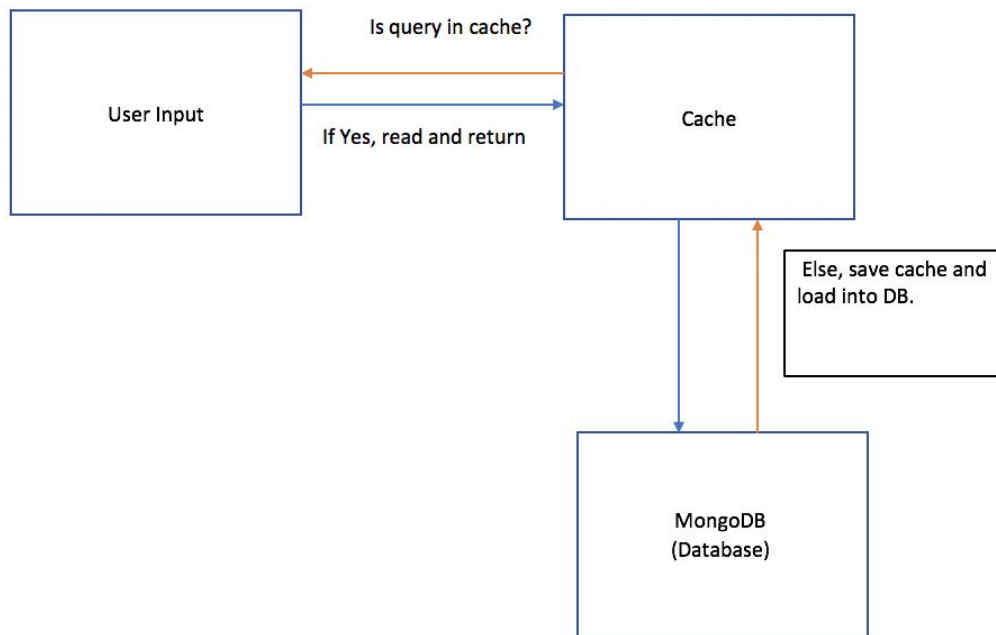 Is query in cache?
User Input
Cache
If Yes, read and return
Else, save cache and
load into DB.
MongoDB
(Database)